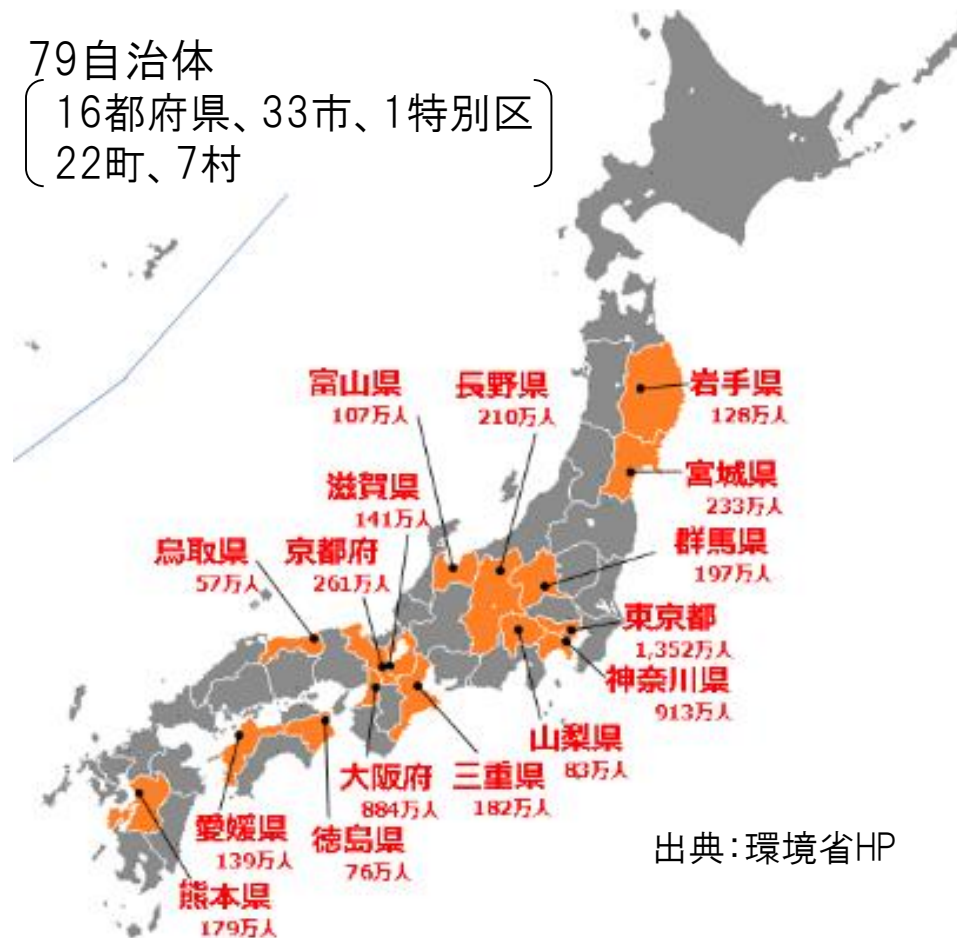 79自治体
16都府県、33市、1特別区
22町、7村
富山県
107万人
長野県
210万人
岩手県
128万人
宮城県
233万人
滋賀県
141万人
鳥取県
57万人
京都府
261万人
群馬県
197万人
東京都
1,352万人
神奈川県
913万人
山梨県
83万人
大阪府
884万人
三重県
182万人
愛媛県
139万人
徳島県
76万人
熊本県
179万人
出典:環境省HP